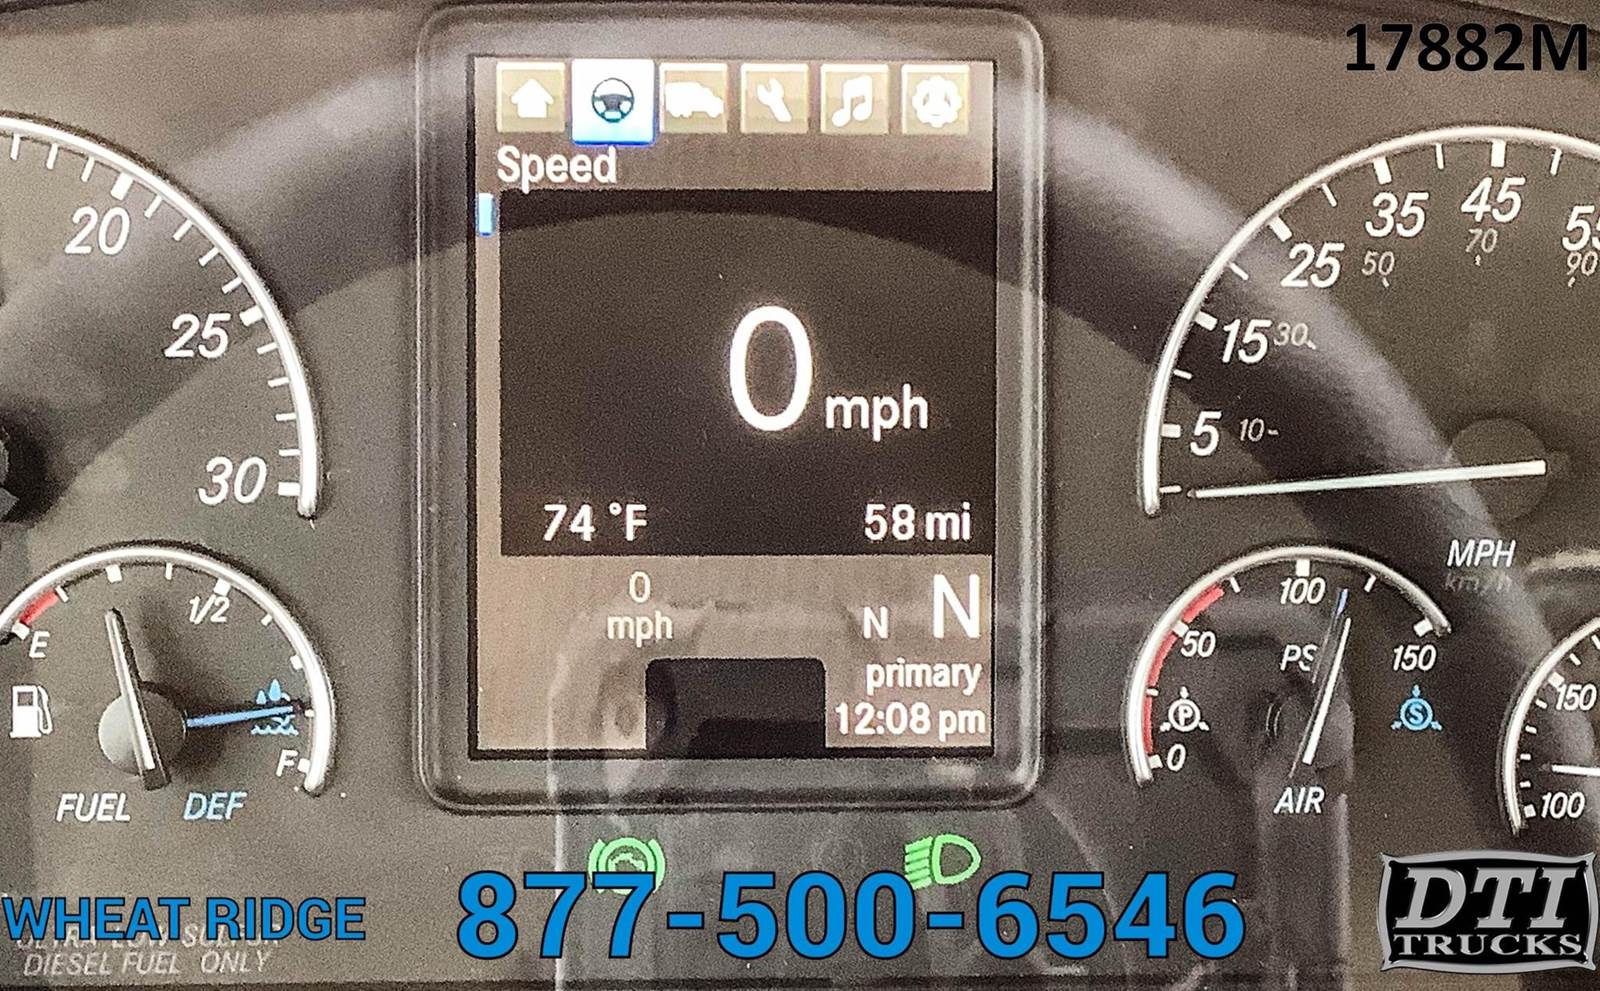 17882M
Speed
0 mph
74 °F
58 mi
0
mph
N N
primary
12:08 pm
20
25
30
E
1/2
F
FUEL
DEF
5
15
25
35
45
10
30
50
70
90
MPH
km/h
0
50
100
150
AIR
P
S
100
150
WHEAT RIDGE
877-500-6546
DIESEL FUEL ONLY
DTI
TRUCKS